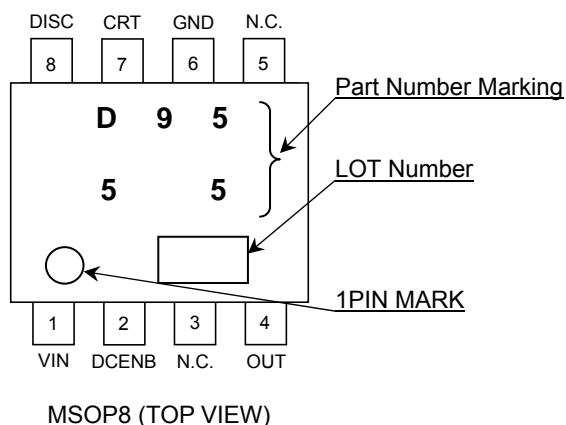 DISC CRT GND N.C.
8 7 6 5
Part Number Marking
D 9 5
LOT Number
5 5
1PIN MARK
1 2 3 4
VIN DCENB N.C. OUT
MSOP8 (TOP VIEW)